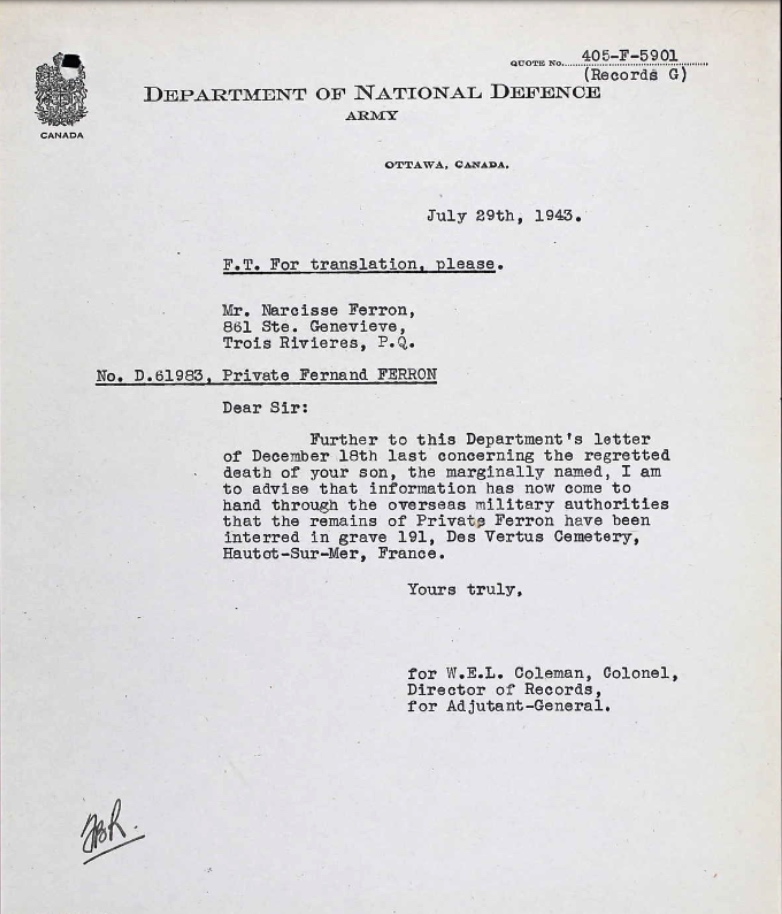 QUOTE No. 405-F-5901
(Records G)
DEPARTMENT OF NATIONAL DEFENCE
ARMY
CANADA
OTTAWA, CANADA.
July 29th, 1943.
F.T. For translation, please.
Mr. Narcisse Ferron,
861 Ste. Genevieve,
Trois Rivieres, P.Q.
No. D.61983, Private Fernand FERRON
Dear Sir:
Further to this Department's letter
of December 18th last concerning the regretted
death of your son, the marginally named, I am
to advise that information has now come to
hand through the overseas military authorities
that the remains of Private Ferron have been
interred in grave 191, Des Vertus Cemetery,
Hautot-Sur-Mer, France.
Yours truly,
for W.E.L. Coleman, Colonel,
Director of Records,
for Adjutant-General.